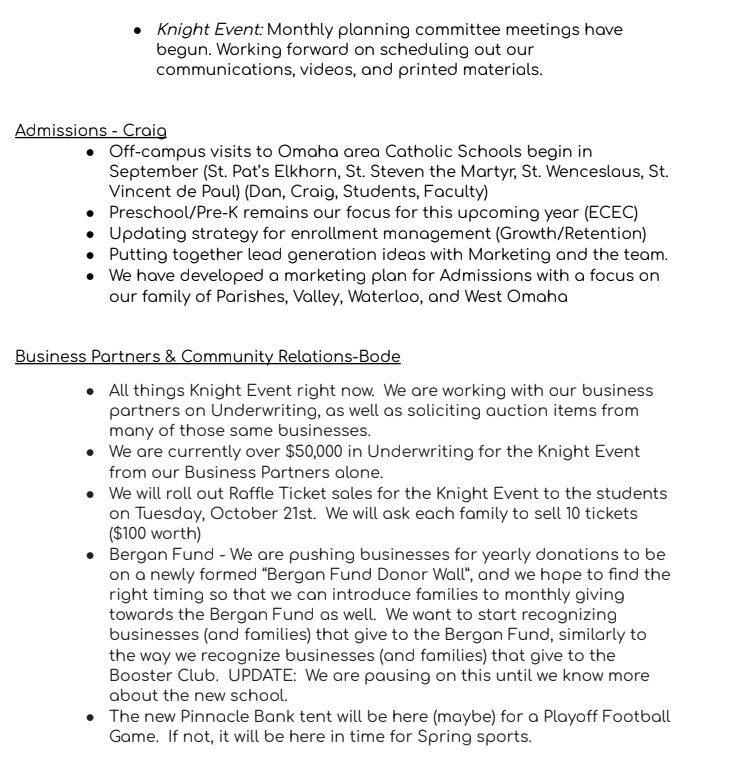 ● Knight Event: Monthly planning committee meetings have
begun. Working forward on scheduling out our
communications, videos, and printed materials.
Admissions - Craig
● Off-campus visits to Omaha area Catholic Schools begin in
September (St. Pat's Elkhorn, St. Steven the Martyr, St. Wenceslaus, St.
Vincent de Paul) (Dan, Craig, Students, Faculty)
● Preschool/Pre-K remains our focus for this upcoming year (ECEC)
● Updating strategy for enrollment management (Growth/Retention)
● Putting together lead generation ideas with Marketing and the team.
● We have developed a marketing plan for Admissions with a focus on
our family of Parishes, Valley, Waterloo, and West Omaha
Business Partners & Community Relations-Bode
● All things Knight Event right now.  We are working with our business
partners on Underwriting, as well as soliciting auction items from
many of those same businesses.
● We are currently over $50,000 in Underwriting for the Knight Event
from our Business Partners alone.
● We will roll out Raffle Ticket sales for the Knight Event to the students
on Tuesday, October 21st.  We will ask each family to sell 10 tickets
($100 worth)
● Bergan Fund - We are pushing businesses for yearly donations to be
on a newly formed "Bergan Fund Donor Wall", and we hope to find the
right timing so that we can introduce families to monthly giving
towards the Bergan Fund as well.  We want to start recognizing
businesses (and families) that give to the Bergan Fund, similarly to
the way we recognize businesses (and families) that give to the
Booster Club.  UPDATE:  We are pausing on this until we know more
about the new school.
● The new Pinnacle Bank tent will be here (maybe) for a Playoff Football
Game.  If not, it will be here in time for Spring sports.